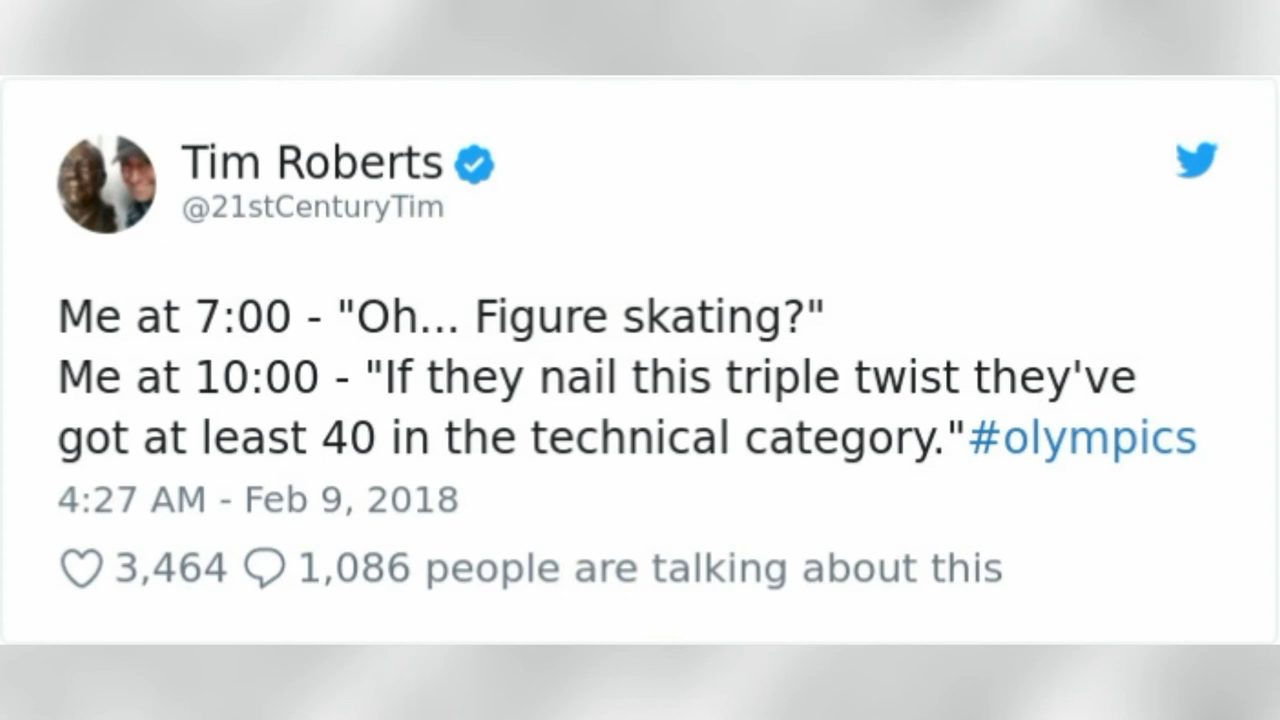 Tim Roberts
@21stCenturyTim
Me at 7:00 - "Oh... Figure skating?"
Me at 10:00 - "If they nail this triple twist they've
got at least 40 in the technical category."#olympics
4:27 AM - Feb 9, 2018
3,464 1,086 people are talking about this